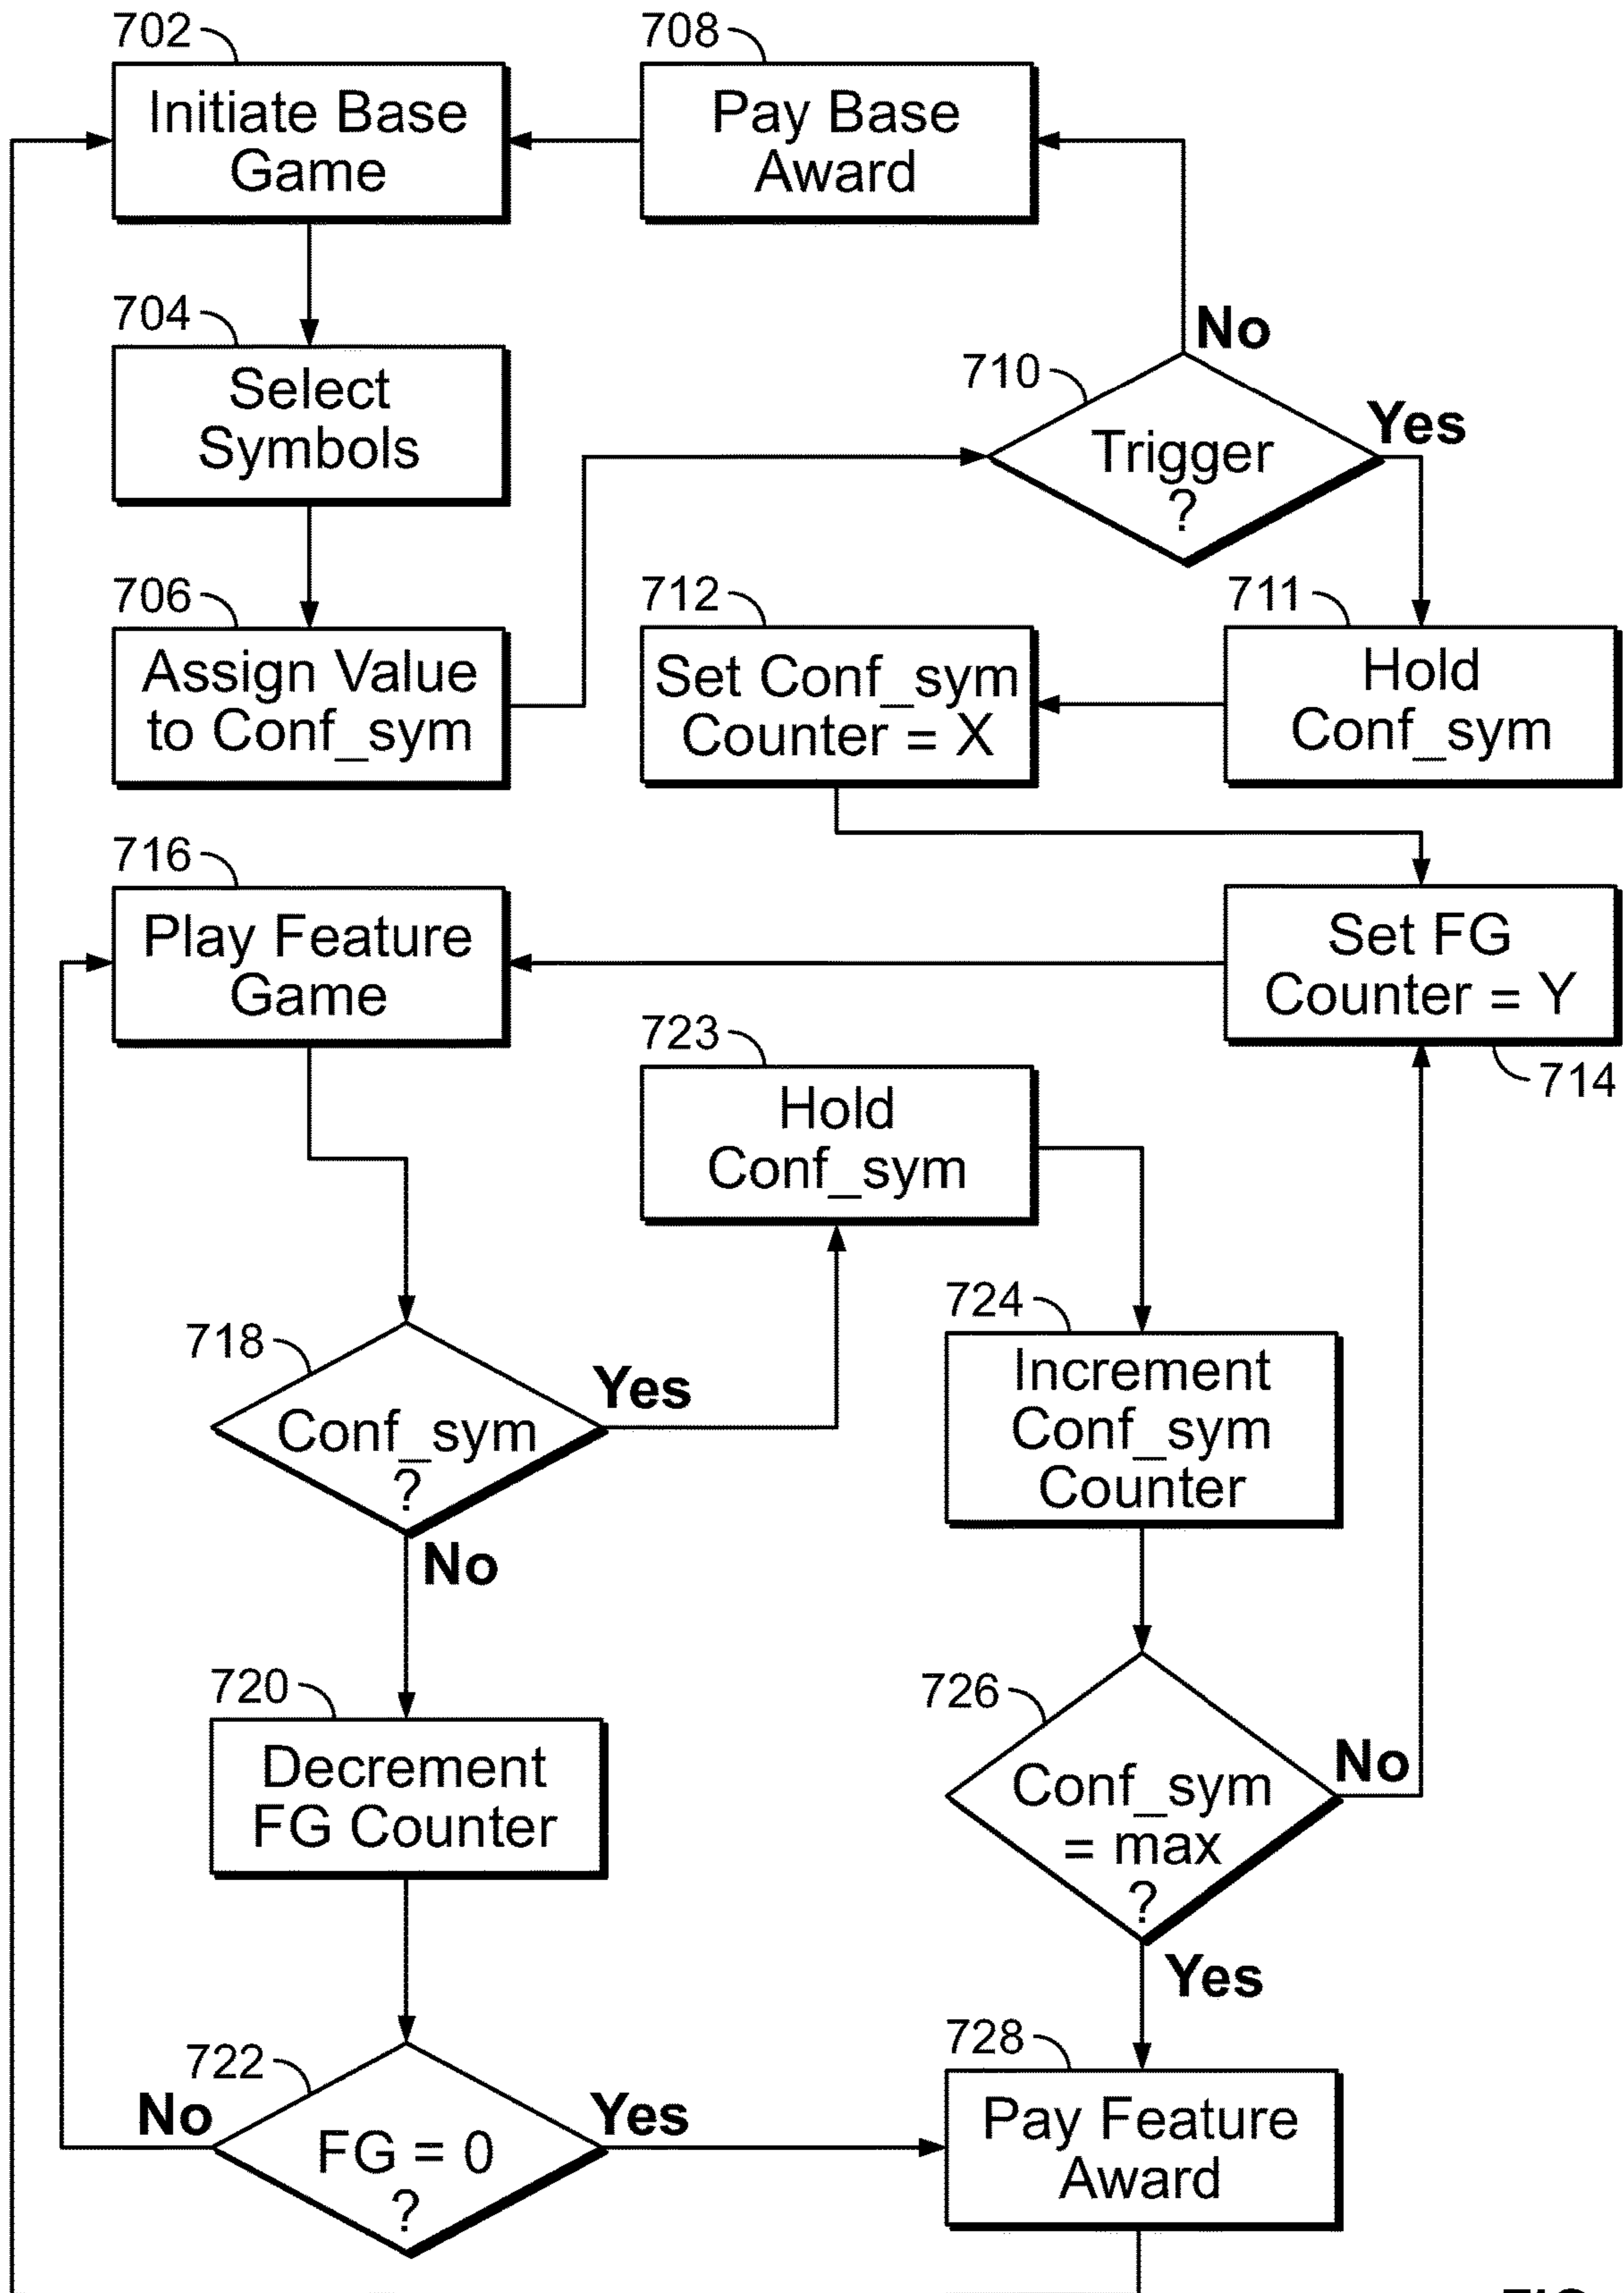 702
Initiate Base
Game
708
Pay Base
Award
704
Select
Symbols
No
710
Trigger
?
Yes
706
Assign Value
to Conf_sym
712
Set Conf_sym
Counter = X
711
Hold
Conf_sym
716
Play Feature
Game
Set FG
Counter = Y
714
723
Hold
Conf_sym
718
Conf_sym
?
Yes
No
724
Increment
Conf_sym
Counter
720
Decrement
FG Counter
726
Conf_sym
= max
?
No
Yes
722
No
FG = 0
?
Yes
728
Pay Feature
Award